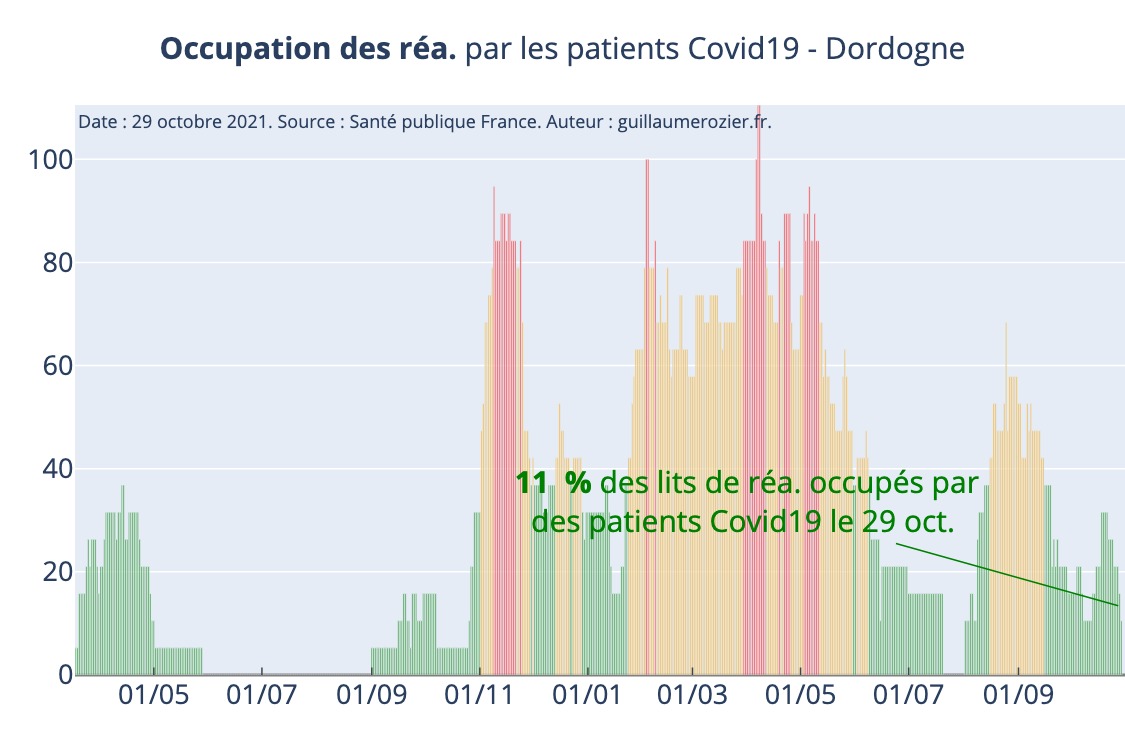 Occupation des réa. par les patients Covid19 - Dordogne
Date : 29 octobre 2021. Source : Santé publique France. Auteur : guillaumerozier.fr.
100
80
60
40
20
0
11 % des lits de réa. occupés par
des patients Covid19 le 29 oct.
01/05 01/07 01/09 01/11 01/01 01/03 01/05 01/07 01/09